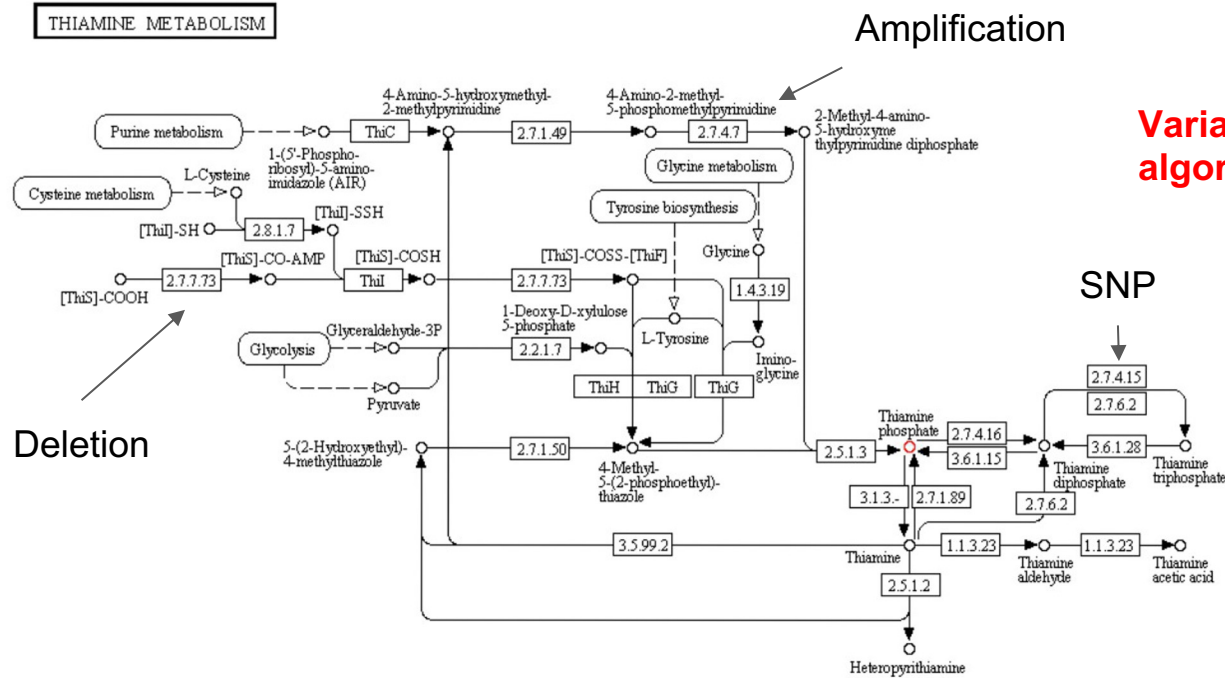 THIAMINE METABOLISM
Amplification
4-Amino-5-hydroxymethyl-
2-methylpyrimidine
4-Amino-2-methyl-
5-phosphomethylpyrimidine
2-Methyl-4-amino-
5-hydroxyme
thylpyrimidine diphosphate
Varia
algor
Purine metabolism
ThiC
2.7.1.49
2.7.4.7
1-(5'-Phospho-
ribosyl)-5-amino-
imidazole (AIR)
Glycine metabolism
L-Cysteine
Cysteine metabolism
Tyrosine biosynthesis
[ThiI]-SH
2.8.1.7
[ThiI]-SSH
Glycine
[ThiS]-CO-AMP
[ThiS]-COSH
[ThiS]-COSS-[ThiF]
[ThiS]-COOH
2.7.7.73
ThiI
2.7.7.73
1.4.3.19
SNP
1-Deoxy-D-xylulose
5-phosphate
Glyceraldehyde-3P
Glycolysis
2.2.1.7
L-Tyrosine
Imino-
glycine
Pyruvate
ThiH
ThiG
ThiG
2.7.4.15
2.7.6.2
Deletion
5-(2-Hydroxyethyl)-
4-methylthiazole
2.7.1.50
4-Methyl-
5-(2-phosphoethyl)-
thiazole
2.5.1.3
Thiamine
phosphate
2.7.4.16
3.6.1.15
3.6.1.28
Thiamine
diphosphate
Thiamine
triphosphate
3.1.3.-
2.7.1.89
2.7.6.2
3.5.99.2
Thiamine
1.1.3.23
Thiamine
aldehyde
1.1.3.23
Thiamine
acetic acid
2.5.1.2
Heteropyrithiamine